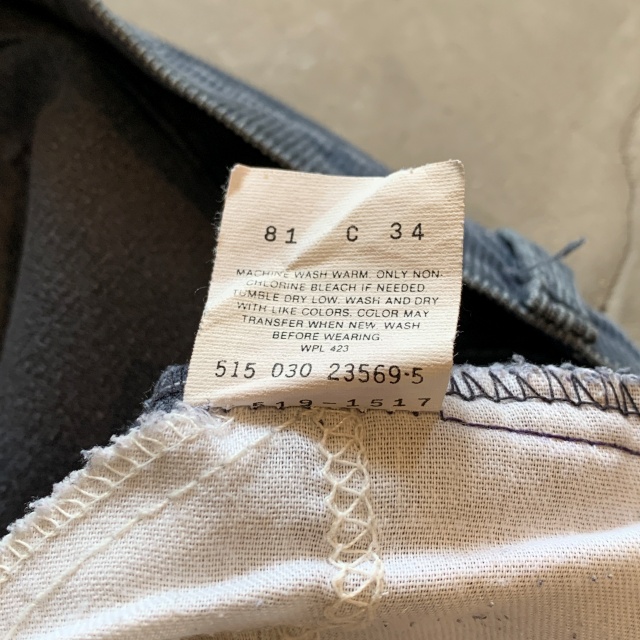 81 C 34
MACHINE WASH WARM. ONLY NON-
CHLORINE BLEACH IF NEEDED
TUMBLE DRY LOW. WASH AND DRY
WITH LIKE COLORS, COLOR MAY
TRANSFER WHEN NEW. WASH
BEFORE WEARING.
WPL 423
515 030 23569-5
519-1517